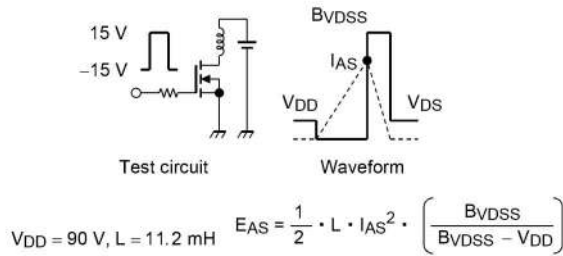 15 V
−15 V
BVDSS
IAS
VDD
VDS
Test circuit
Waveform
VDD = 90 V, L = 11.2 mH
EAS = 1/2 · L · IAS² · (BVDSS / (BVDSS − VDD))